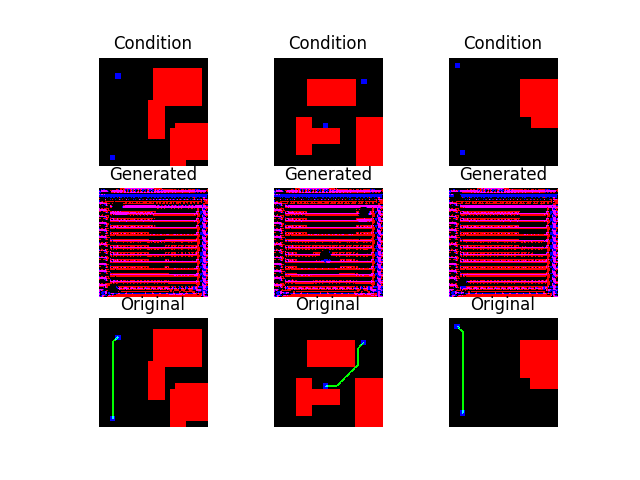 Condition
Condition
Condition
Generated
Generated
Generated
Original
Original
Original